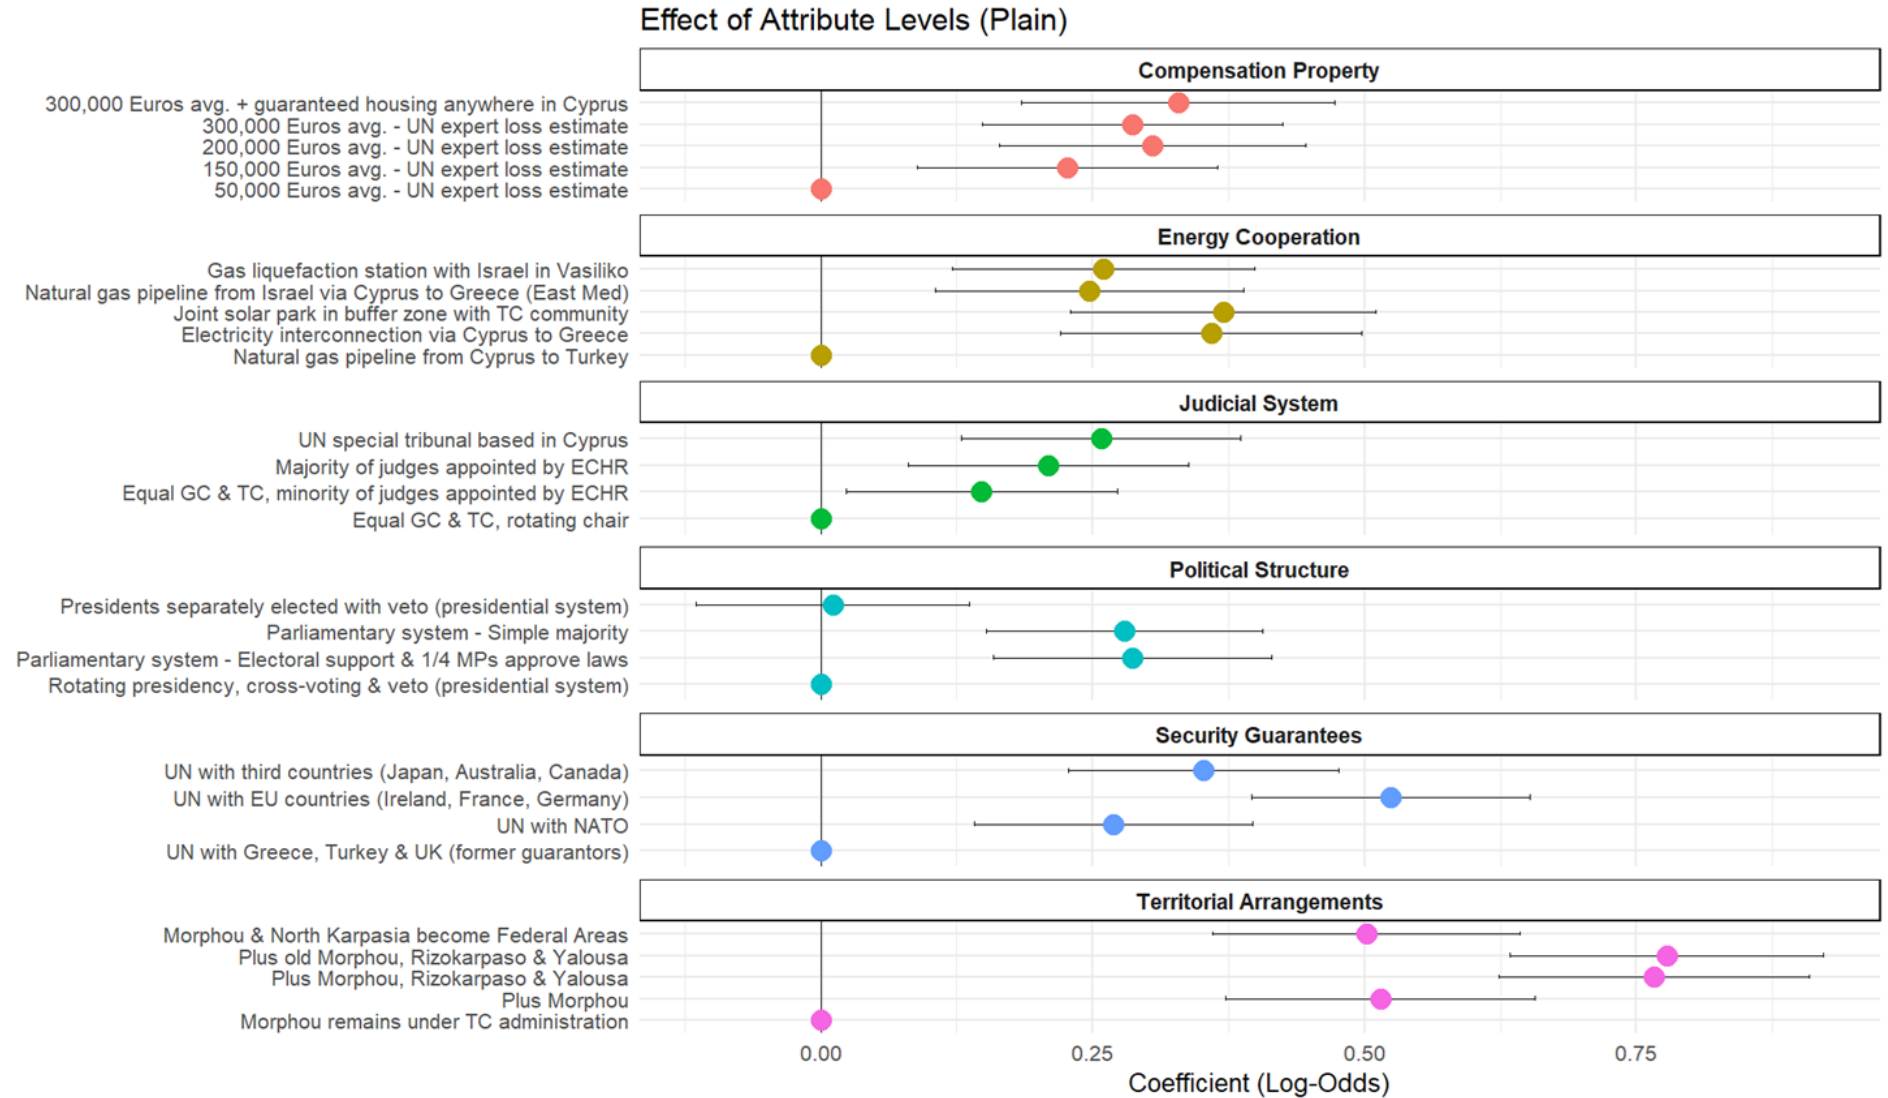 Effect of Attribute Levels (Plain)
Compensation Property
300,000 Euros avg. + guaranteed housing anywhere in Cyprus
300,000 Euros avg. - UN expert loss estimate
200,000 Euros avg. - UN expert loss estimate
150,000 Euros avg. - UN expert loss estimate
50,000 Euros avg. - UN expert loss estimate
Energy Cooperation
Gas liquefaction station with Israel in Vasiliko
Natural gas pipeline from Israel via Cyprus to Greece (East Med)
Joint solar park in buffer zone with TC community
Electricity interconnection via Cyprus to Greece
Natural gas pipeline from Cyprus to Turkey
Judicial System
UN special tribunal based in Cyprus
Majority of judges appointed by ECHR
Equal GC & TC, minority of judges appointed by ECHR
Equal GC & TC, rotating chair
Political Structure
Presidents separately elected with veto (presidential system)
Parliamentary system - Simple majority
Parliamentary system - Electoral support & 1/4 MPs approve laws
Rotating presidency, cross-voting & veto (presidential system)
Security Guarantees
UN with third countries (Japan, Australia, Canada)
UN with EU countries (Ireland, France, Germany)
UN with NATO
UN with Greece, Turkey & UK (former guarantors)
Territorial Arrangements
Morphou & North Karpasia become Federal Areas
Plus old Morphou, Rizokarpaso & Yalousa
Plus Morphou, Rizokarpaso & Yalousa
Plus Morphou
Morphou remains under TC administration
0.00 0.25 0.50 0.75
Coefficient (Log-Odds)